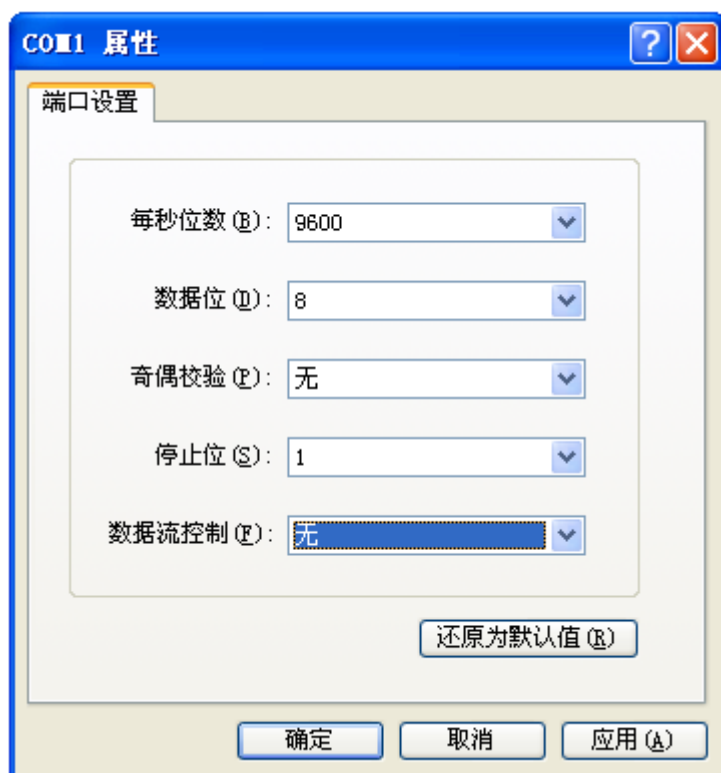 COM1 属性
端口设置
每秒位数(B): 9600
数据位(D): 8
奇偶校验(P): 无
停止位(S): 1
数据流控制(F): 无
还原为默认值(R)
确定 取消 应用(A)